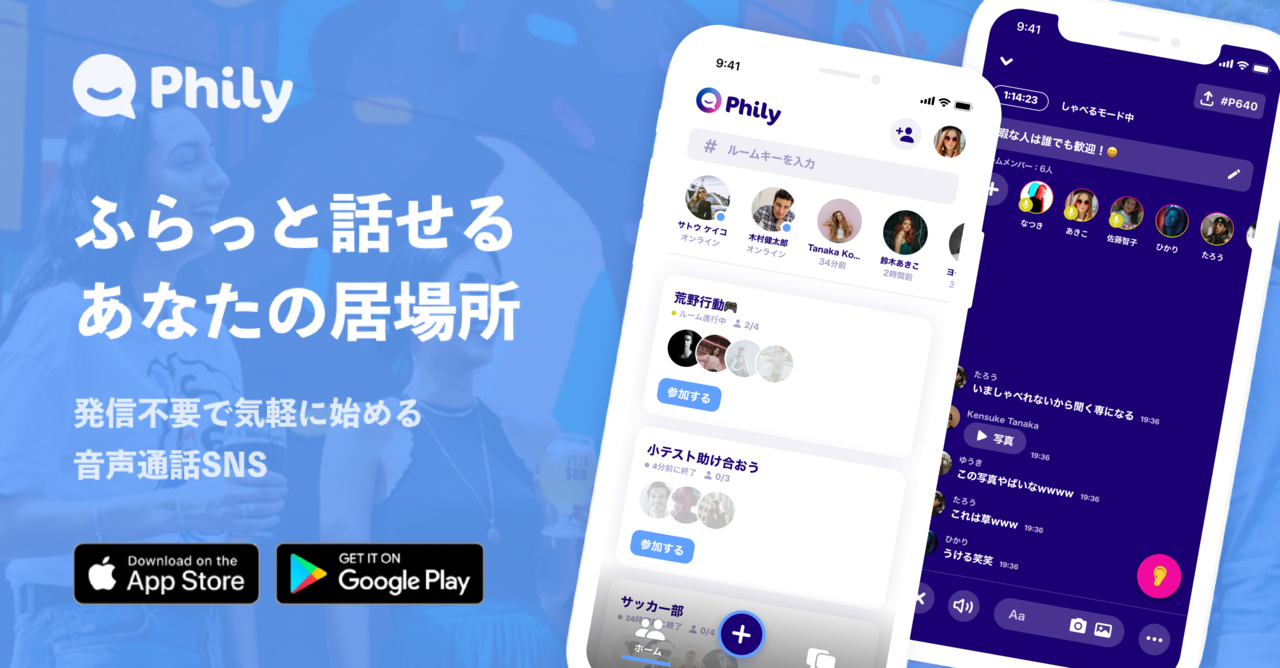 Phily
ふらっと話せる
あなたの居場所
発信不要で気軽に始める
音声通話SNS
Download on the
App Store
GET IT ON
Google Play
9:41
Phily
# ルームキーを入力
サトウ ケイコ
オンライン
木村健太郎
オンライン
Tanaka Ko...
34分前
鈴木あきこ
2時間前
ヨ
3
荒野行動🎮
ルーム進行中 2/4
参加する
小テスト助け合おう
4分前に終了 0/3
参加する
サッカー部
24時 に終了 0/4
ホーム
9:41
1:14:23 しゃべるモード中
#P640
暇な人は誰でも歓迎!😀
ムメンバー:6人
なつき
あきこ
佐藤智子
ひかり
たろう
たろう
いましゃべれないから聞く専になる 19:36
Kensuke Tanaka
写真 19:36
ゆうき
この写真やばいなwwww 19:36
たろう
これは草www 19:36
ひかり
うける笑笑 19:36
Aa